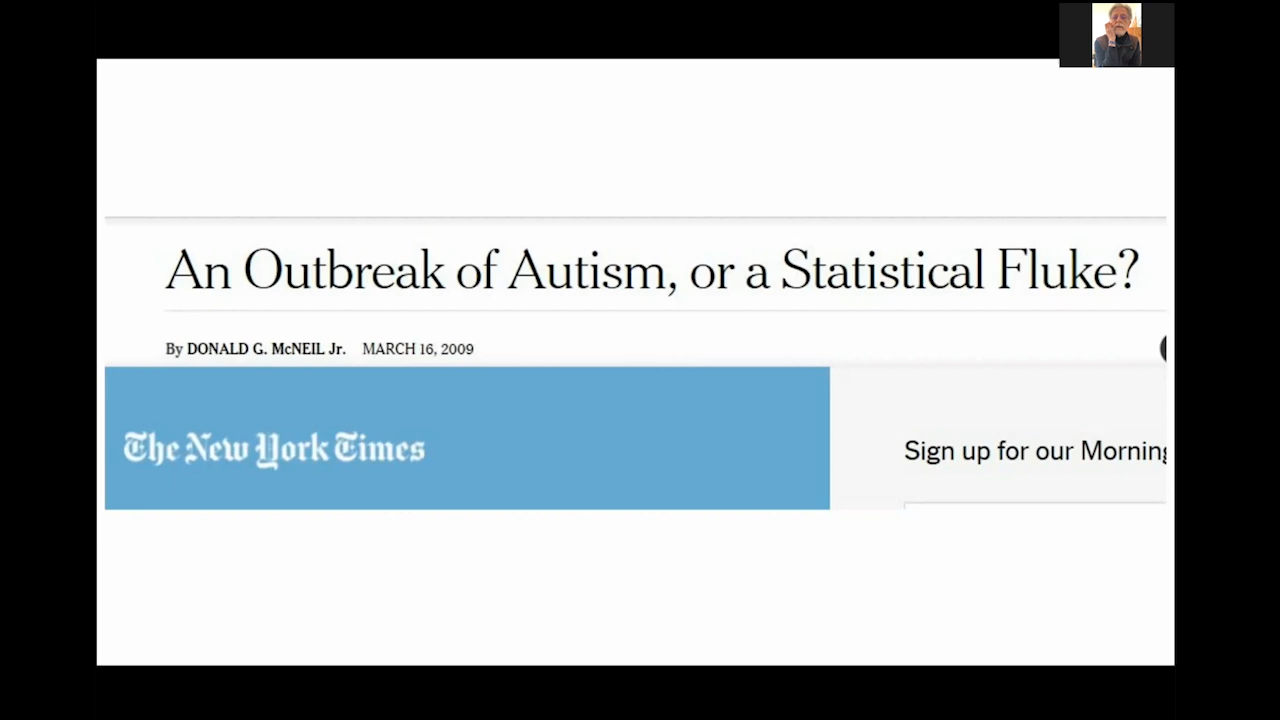 An Outbreak of Autism, or a Statistical Fluke?
By DONALD G. McNEIL Jr. MARCH 16, 2009
The New York Times
Sign up for our Morning